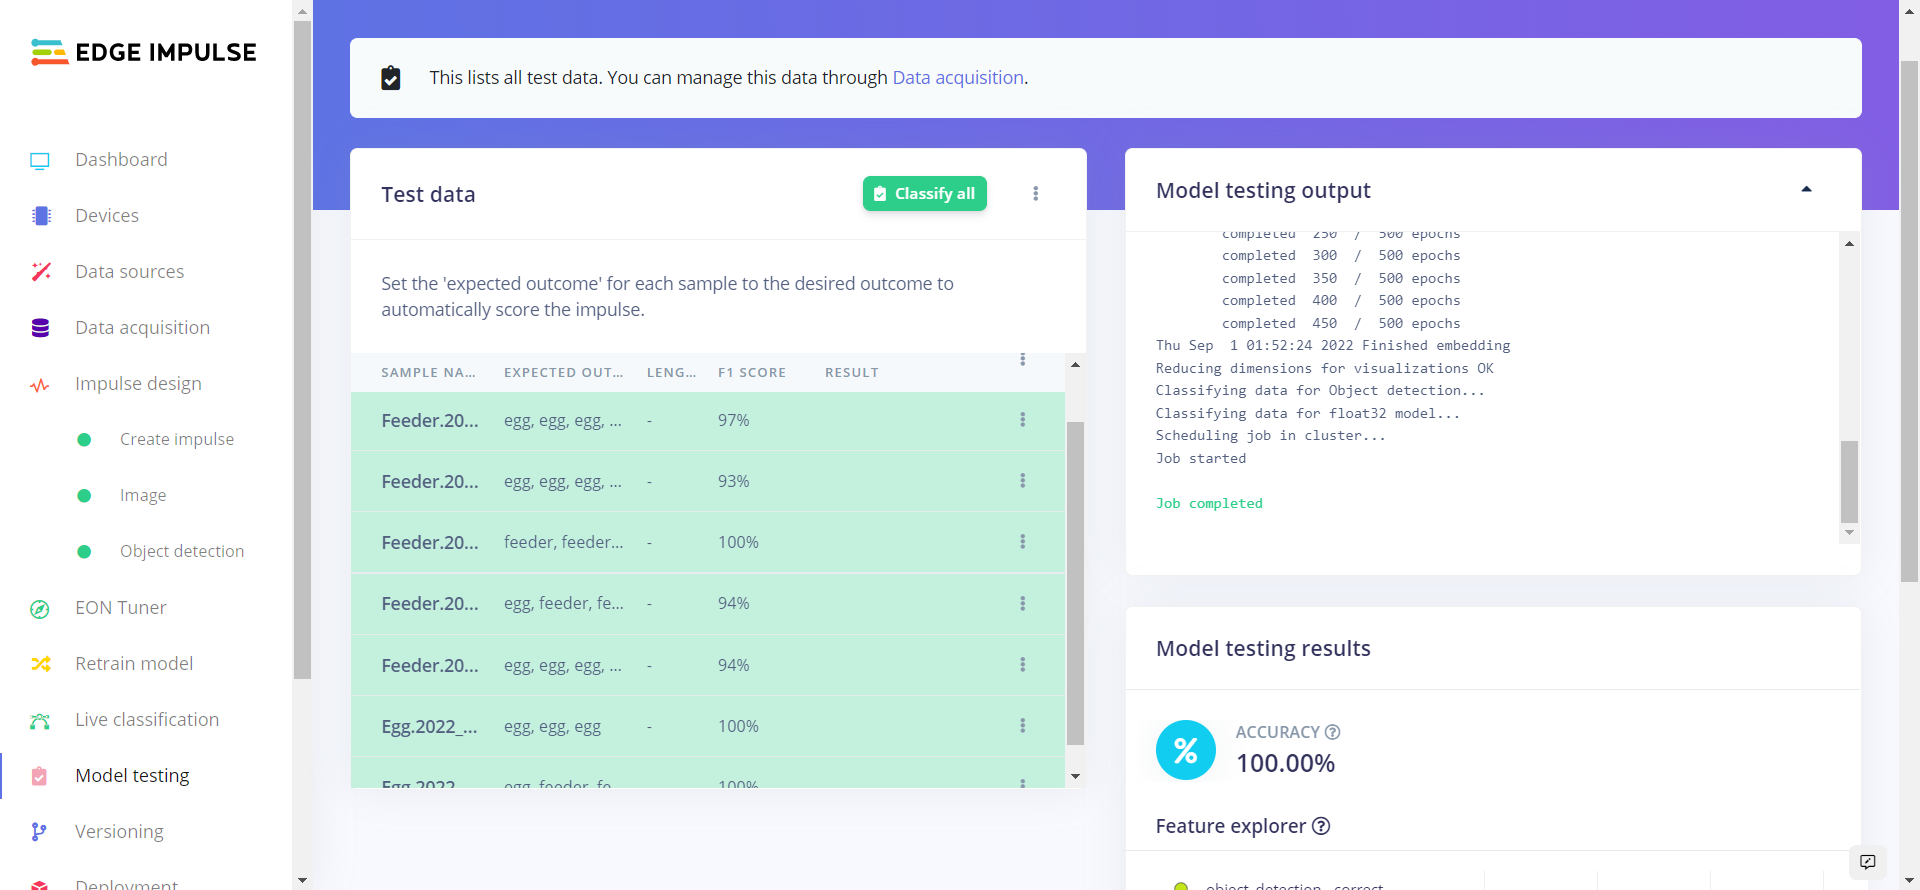 EDGE IMPULSE
Dashboard
Devices
Data sources
Data acquisition
Impulse design
Create impulse
Image
Object detection
EON Tuner
Retrain model
Live classification
Model testing
Versioning
Deployment
This lists all test data. You can manage this data through Data acquisition.
Test data
Classify all
Set the 'expected outcome' for each sample to the desired outcome to
automatically score the impulse.
SAMPLE NA... EXPECTED OUT... LENG... F1 SCORE RESULT
Feeder.20... egg, egg, egg, ... - 97%
Feeder.20... egg, egg, egg, ... - 93%
Feeder.20... feeder, feeder... - 100%
Feeder.20... egg, feeder, fe... - 94%
Feeder.20... egg, egg, egg, ... - 94%
Egg.2022_... egg, egg, egg - 100%
Egg.2022_... egg, feeder, fe... - 100%
Model testing output
completed 250 / 500 epochs
completed 300 / 500 epochs
completed 350 / 500 epochs
completed 400 / 500 epochs
completed 450 / 500 epochs
Thu Sep 1 01:52:24 2022 Finished embedding
Reducing dimensions for visualizations OK
Classifying data for Object detection...
Classifying data for float32 model...
Scheduling job in cluster...
Job started
Job completed
Model testing results
%
ACCURACY ?
100.00%
Feature explorer ?
object_detection - correct